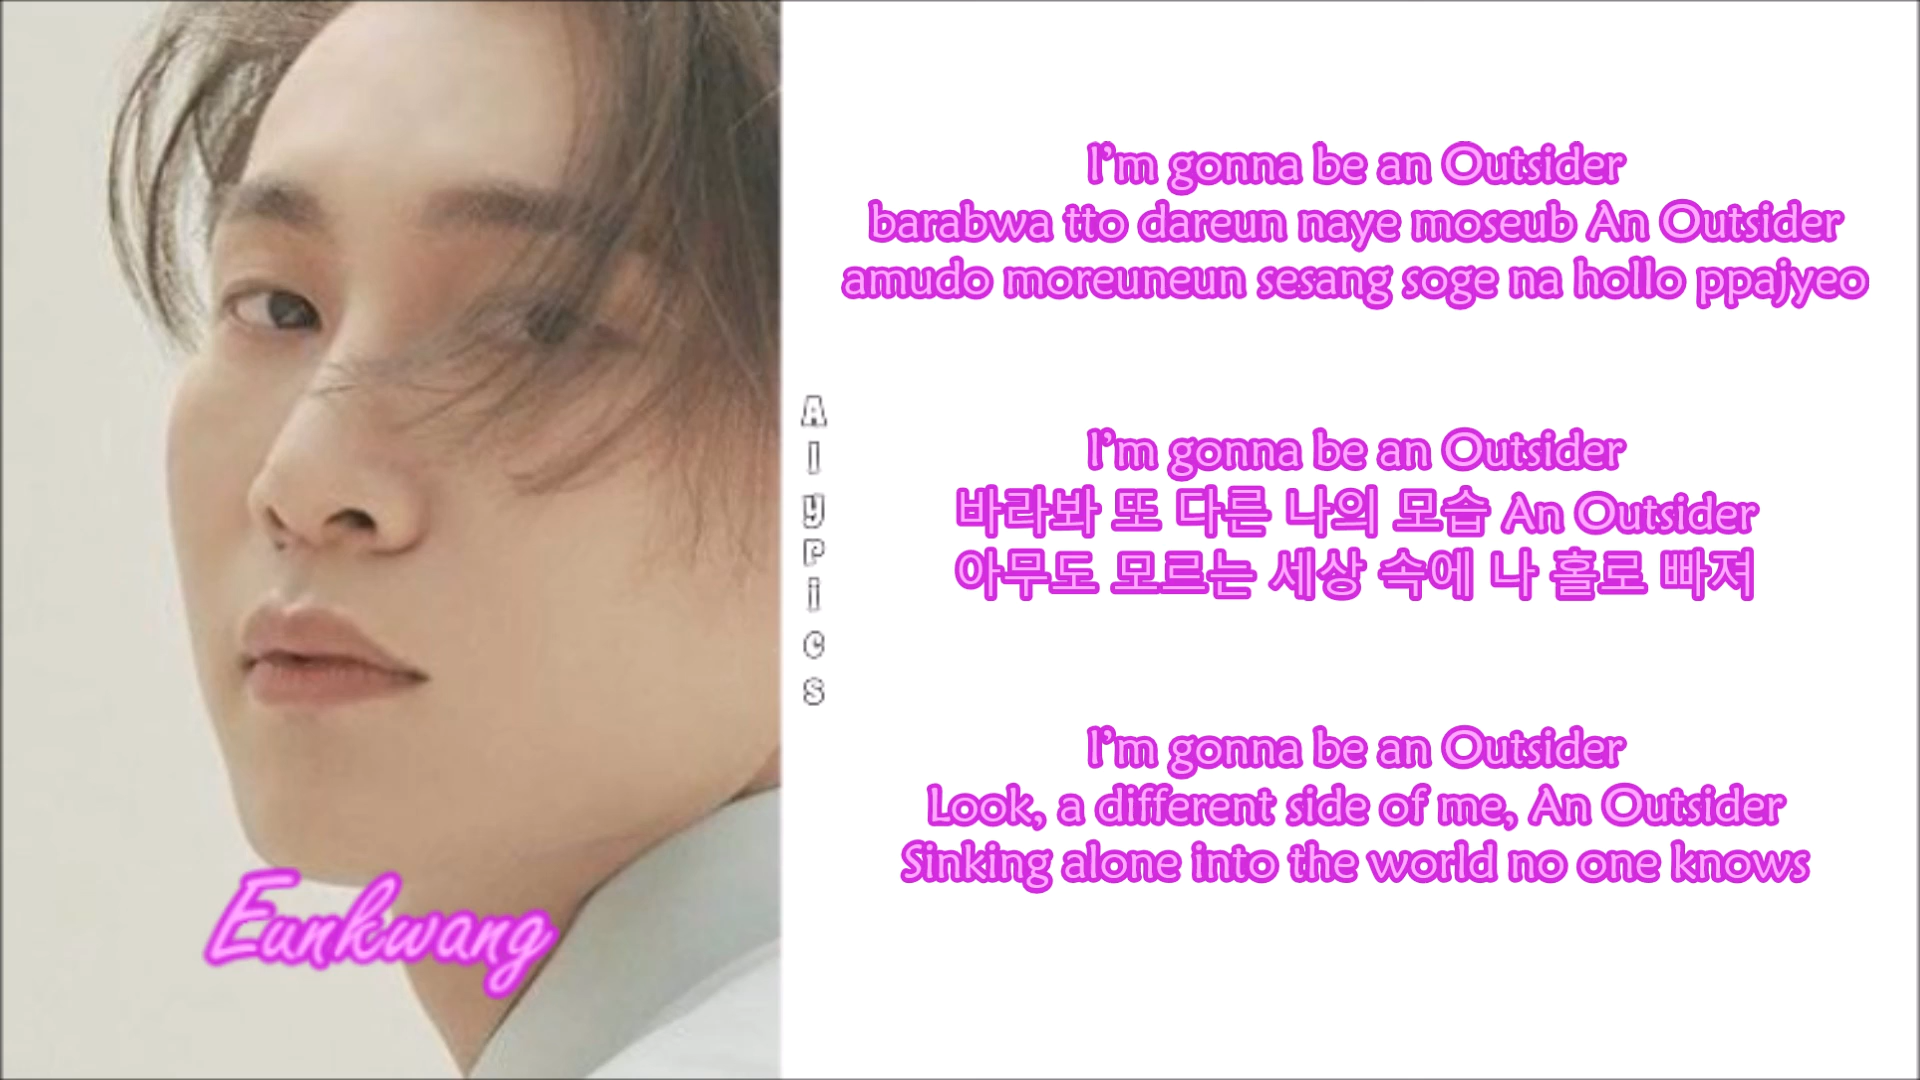 I'm gonna be an Outsider
barabwa tto dareun naye moseub An Outsider
amudo moreuneun sesang soge na hollo ppajyeo
Alyrics
I'm gonna be an Outsider
바라봐 또 다른 나의 모습 An Outsider
아무도 모르는 세상 속에 나 홀로 빠져
I'm gonna be an Outsider
Look, a different side of me, An Outsider
Sinking alone into the world no one knows
Eunkwang